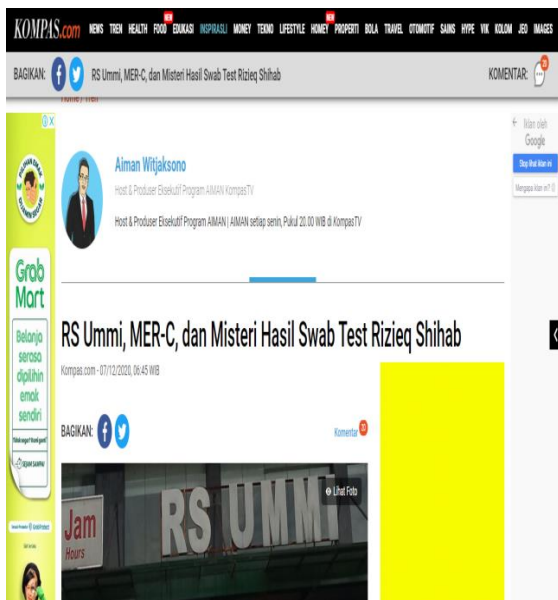 KOMPAS.com NEWS TREN HEALTH FOOD NEW EDUKASI INSPIRASLI MONEY TEKNO LIFESTYLE HOMEY NEW PROPERTI BOLA TRAVEL OTOMOTIF SAINS HYPE VIK KOLOM JEO IMAGES
BAGIKAN: RS Ummi, MER-C, dan Misteri Hasil Swab Test Rizieq Shihab KOMENTAR:
Home / Tren
Iklan oleh
Google
Stop lihat iklan ini
Mengapa iklan ini?
Aiman Witjaksono
Host & Produser Eksekutif Program AIMAN KompasTV
Host & Produser Eksekutif Program AIMAN | AIMAN setiap senin, Pukul 20.00 WIB di KompasTV
Grab
Mart
Belanja
serasa
dipilihin
emak
sendiri
RS Ummi, MER-C, dan Misteri Hasil Swab Test Rizieq Shihab
Kompas.com - 07/12/2020, 06:45 WIB
BAGIKAN: Komentar
Lihat Foto
Jam
Hours
RS UMMI